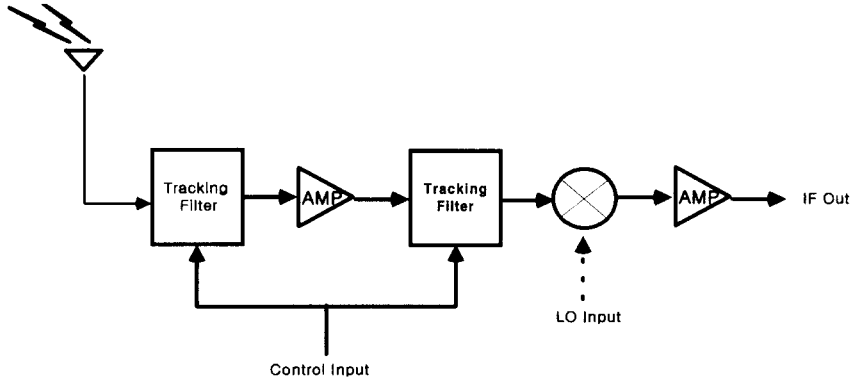 Tracking
Filter
AMP
Tracking
Filter
AMP
IF Out
LO Input
Control Input